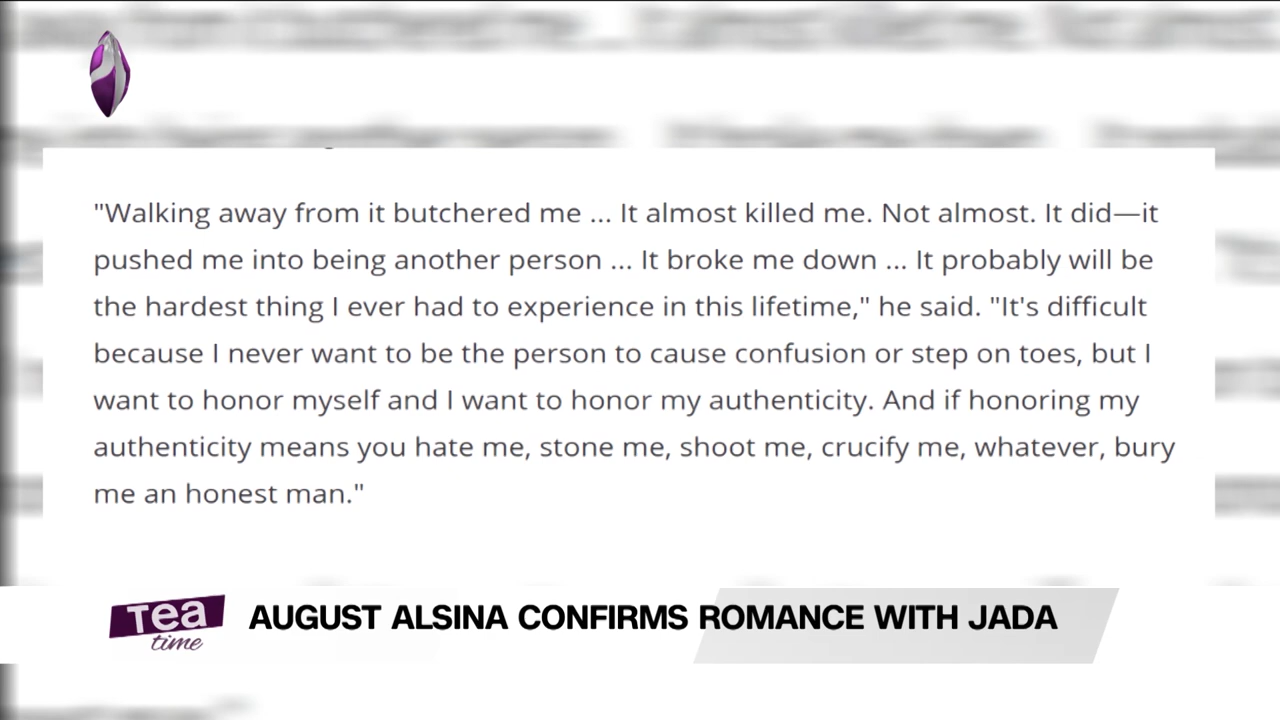 "Walking away from it butchered me ... It almost killed me. Not almost. It did—it
pushed me into being another person ... It broke me down ... It probably will be
the hardest thing I ever had to experience in this lifetime," he said. "It's difficult
because I never want to be the person to cause confusion or step on toes, but I
want to honor myself and I want to honor my authenticity. And if honoring my
authenticity means you hate me, stone me, shoot me, crucify me, whatever, bury
me an honest man."
Tea
time
AUGUST ALSINA CONFIRMS ROMANCE WITH JADA